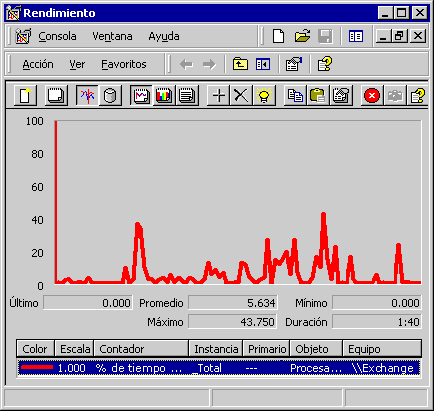 Rendimiento
Consola Ventana Ayuda
Acción Ver Favoritos
100
80
60
40
20
0
Último 0.000 Promedio 5.634 Mínimo 0.000
Máximo 43.750 Duración 1:40
Color Escala Contador Instancia Primario Objeto Equipo
1.000 % de tiempo ... _Total --- Procesa... \\Exchange